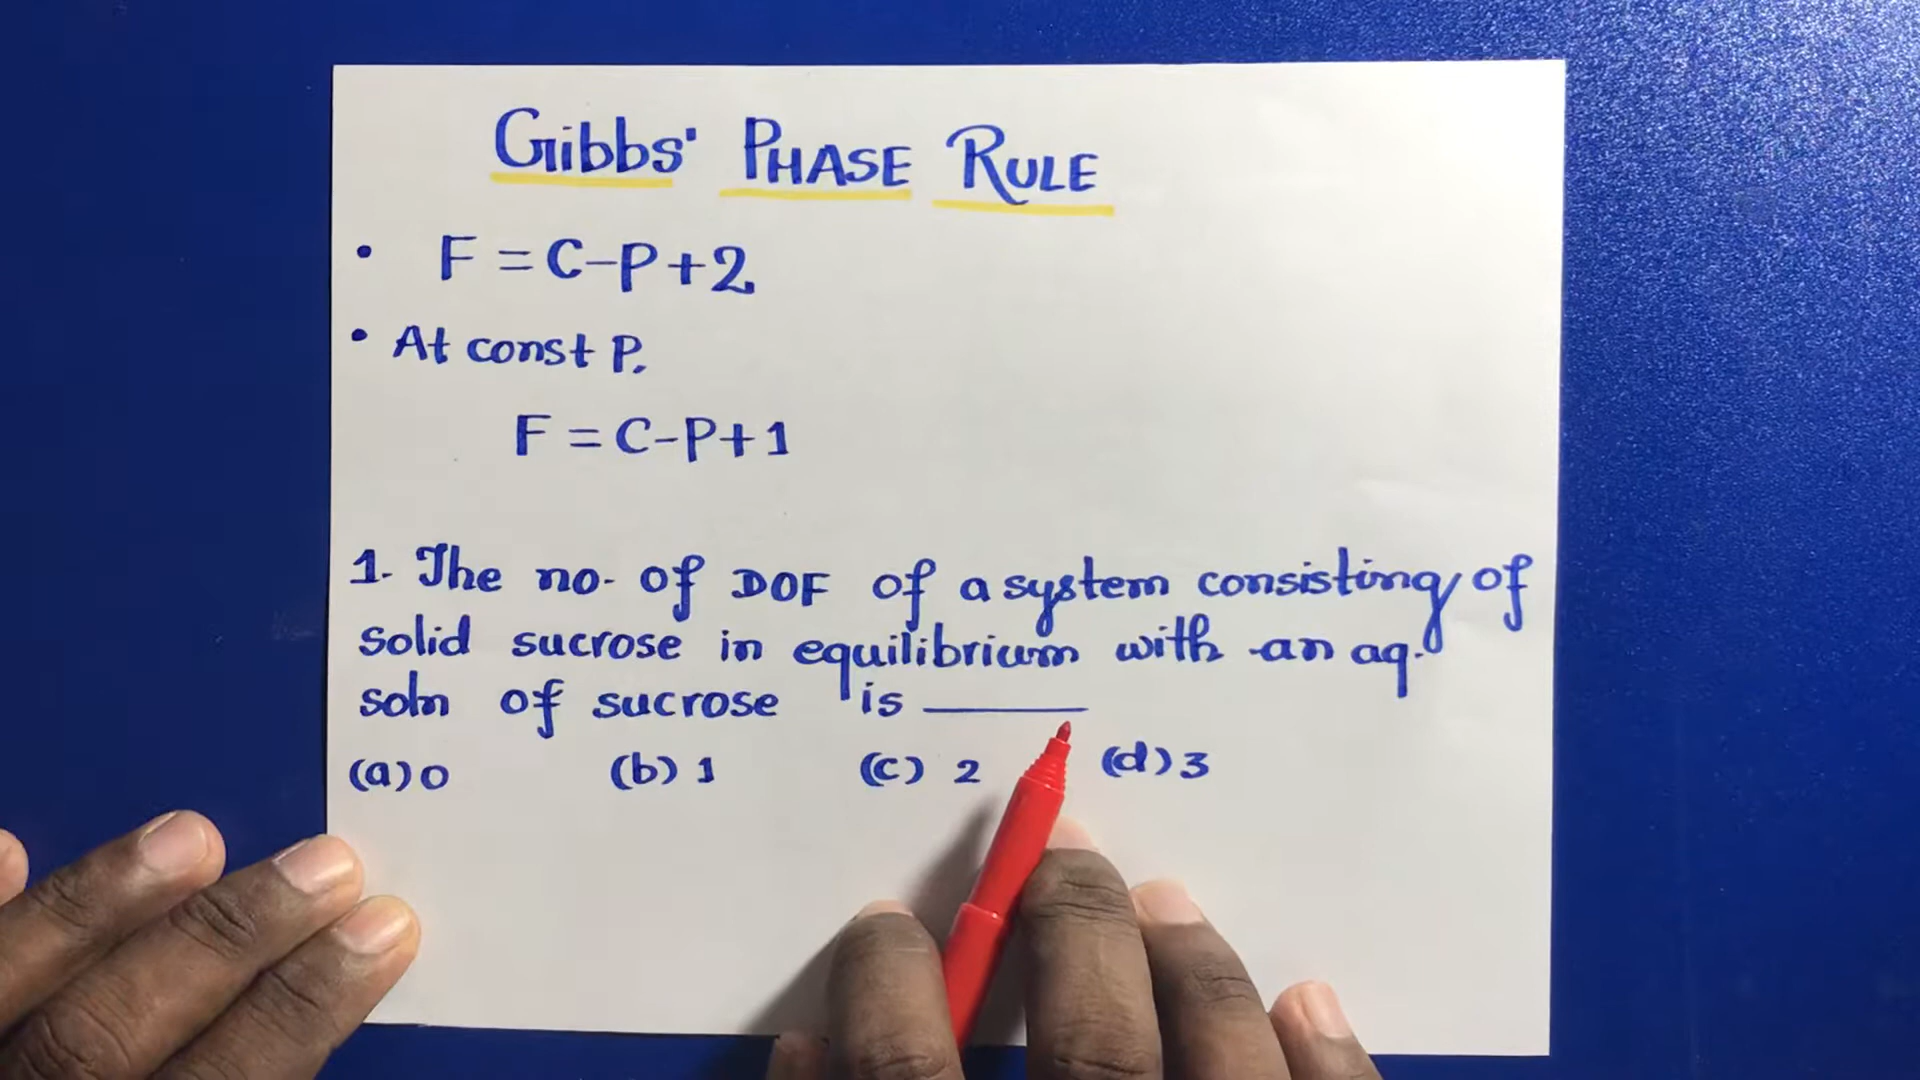 Gibbs' PHASE RULE
• F = C-P+2
• At const P.
F = C-P+1
1. The no. of DOF of a system consisting of
solid sucrose in equilibrium with an aq.
soln of sucrose is ______
(a) 0 (b) 1 (c) 2 (d) 3